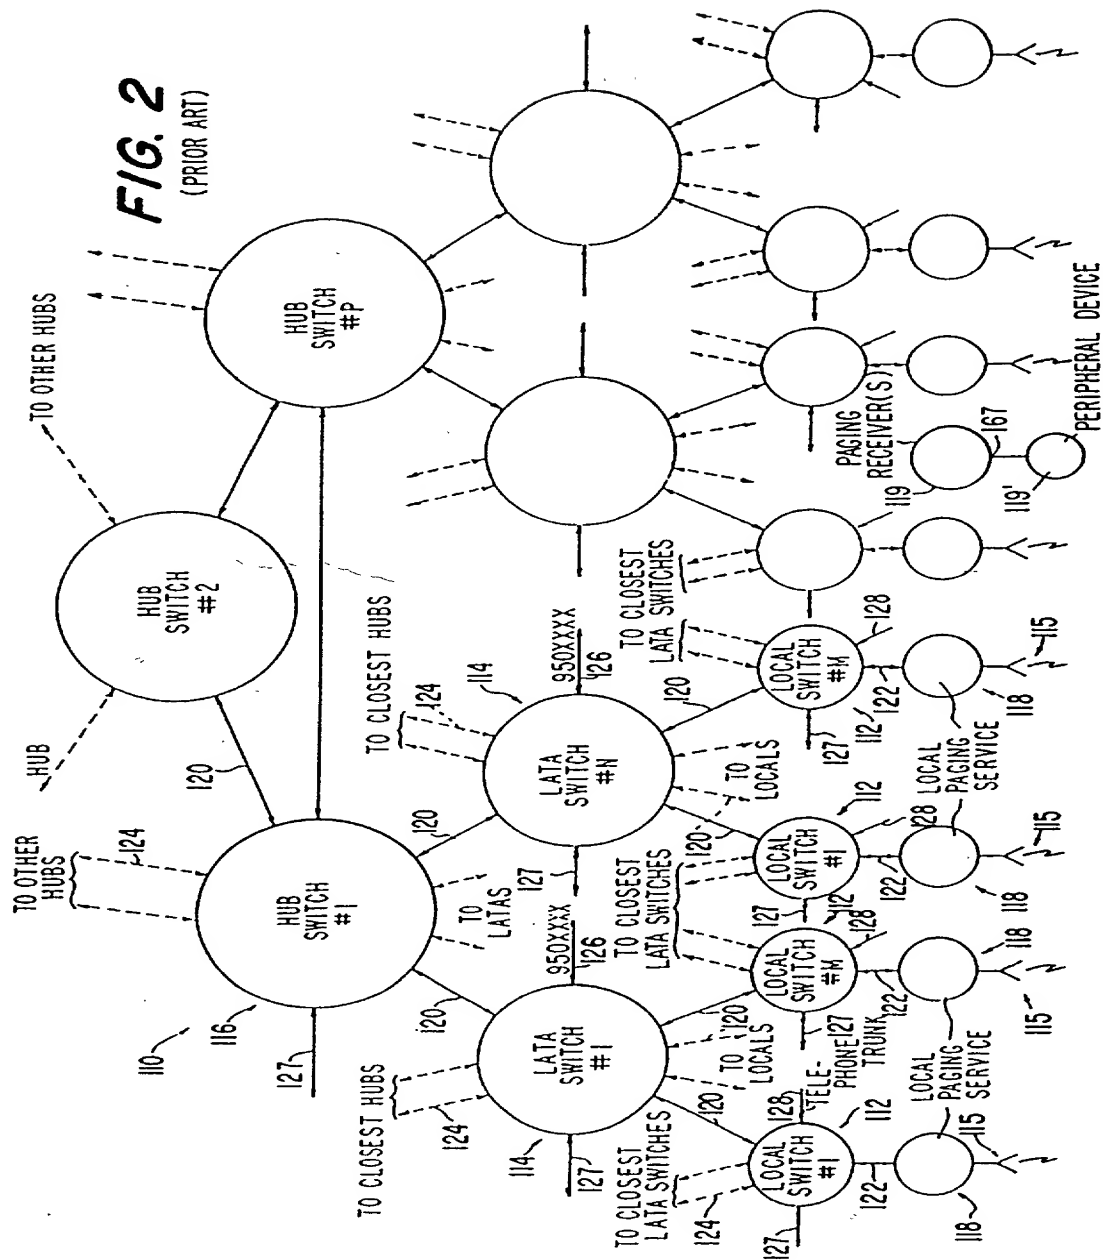 FIG. 2
(PRIOR ART)
TO OTHER HUBS
HUB
SWITCH
#P
HUB
SWITCH
#2
HUB
120
TO OTHER
HUBS
124
HUB
SWITCH
#1
110
116
127
TO CLOSEST HUBS
124
114
950XXXX
126
LATA
SWITCH
#N
120
127
TO
LATAS
950XXXX
126
120
LATA
SWITCH
#1
TO CLOSEST HUBS
124
114
127
TO CLOSEST
LATA SWITCHES
120
TO
LOCALS
120
TO CLOSEST
LATA SWITCHES
120
TO
LOCALS
120
TO CLOSEST
LATA SWITCHES
124
LOCAL
SWITCH
#M
127
112
122
128
LOCAL
SWITCH
#1
127
112
122
128
LOCAL
SWITCH
#M
112
127
122
128
TELE-
PHONE
TRUNK
128
LOCAL
SWITCH
#1
127
112
122
PAGING
RECEIVER(S)
119
167
119'
PERIPHERAL DEVICE
LOCAL
PAGING
SERVICE
115
118
115
118
118
115
LOCAL
PAGING
SERVICE
115
118